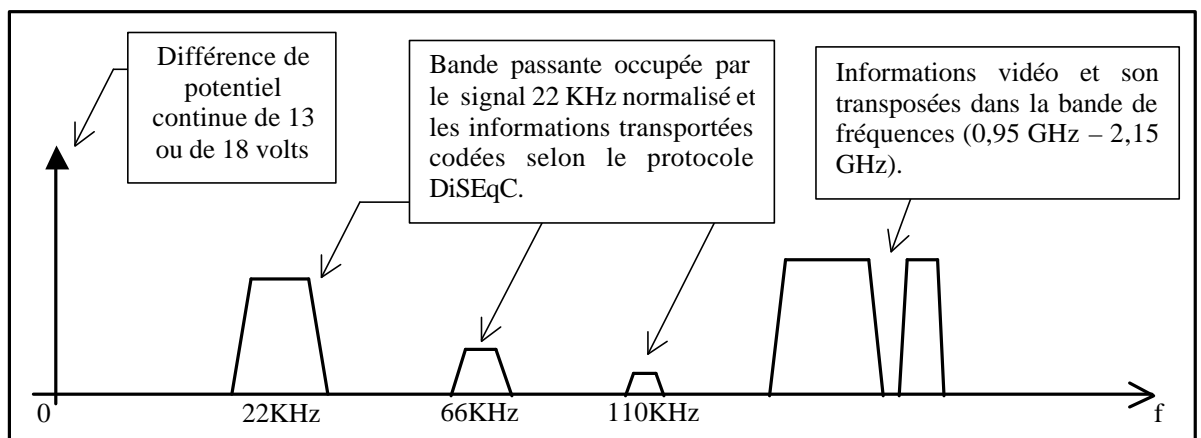 Différence de
potentiel
continue de 13
ou de 18 volts
Bande passante occupée par
le signal 22 KHz normalisé et
les informations transportées
codées selon le protocole
DiSEqC.
Informations vidéo et son
transposées dans la bande de
fréquences (0,95 GHz – 2,15
GHz).
0 22KHz 66KHz 110KHz f